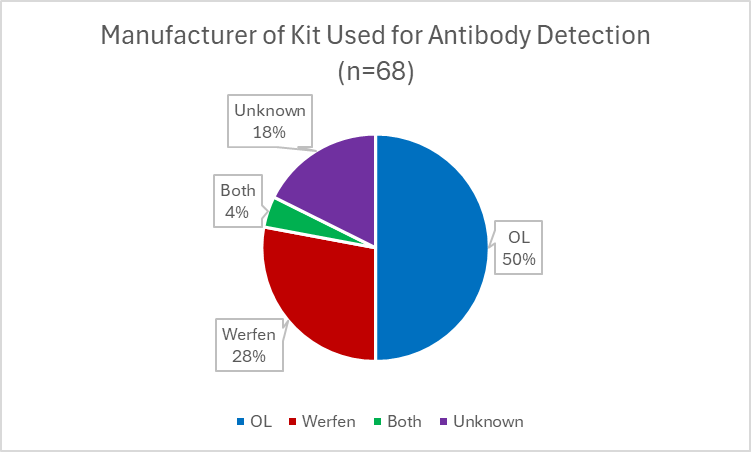 Manufacturer of Kit Used for Antibody Detection
(n=68)
Unknown
18%
Both
4%
OL
50%
Werfen
28%
OL Werfen Both Unknown